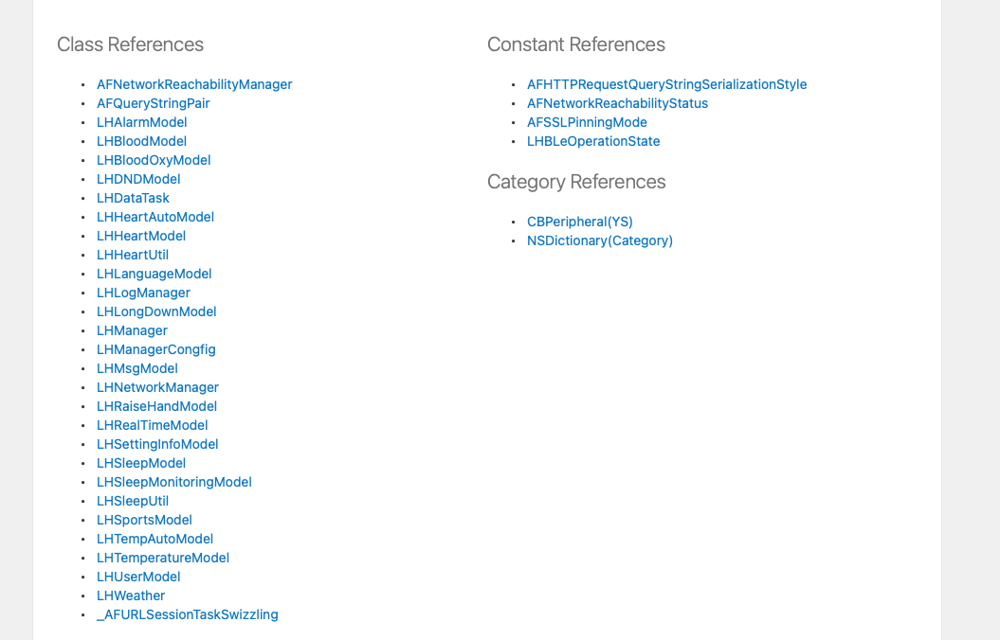 Class References
AFNetworkReachabilityManager
AFQueryStringPair
LHAlarmModel
LHBloodModel
LHBloodOxyModel
LHDNDModel
LHDataTask
LHHeartAutoModel
LHHeartModel
LHHeartUtil
LHLanguageModel
LHLogManager
LHLongDownModel
LHManager
LHManagerCongfig
LHMsgModel
LHNetworkManager
LHRaiseHandModel
LHRealTimeModel
LHSettingInfoModel
LHSleepModel
LHSleepMonitoringModel
LHSleepUtil
LHSportsModel
LHTempAutoModel
LHTemperatureModel
LHUserModel
LHWeather
_AFURLSessionTaskSwizzling
Constant References
AFHTTPRequestQueryStringSerializationStyle
AFNetworkReachabilityStatus
AFSSLPinningMode
LHBLeOperationState
Category References
CBPeripheral(YS)
NSDictionary(Category)